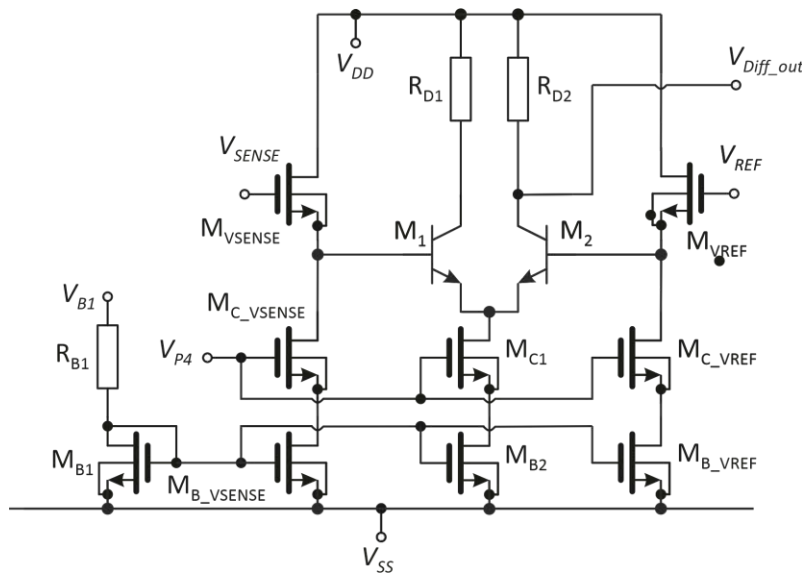 V_DD
R_D1
R_D2
V_Diff_out
V_SENSE
V_REF
M_VSENSE
M_1
M_2
M_VREF
V_B1
M_C_VSENSE
R_B1
V_P4
M_C1
M_C_VREF
M_B1
M_B_VSENSE
M_B2
M_B_VREF
V_SS